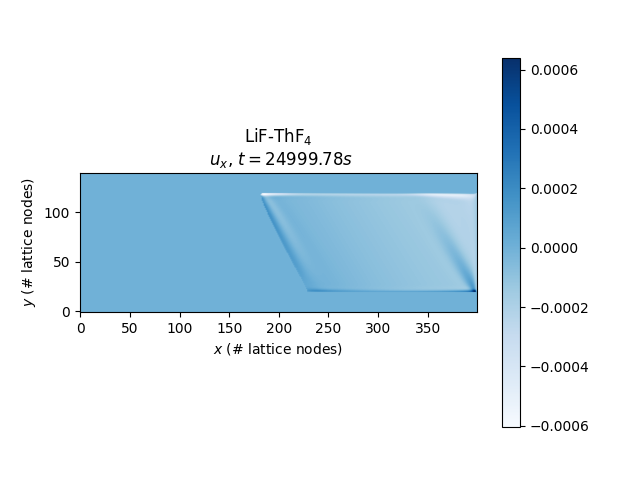 LiF-ThF₄
uₓ, t = 24999.78s
y (# lattice nodes)
100
50
0
0 50 100 150 200 250 300 350
x (# lattice nodes)
0.0006
0.0004
0.0002
0.0000
−0.0002
−0.0004
−0.0006